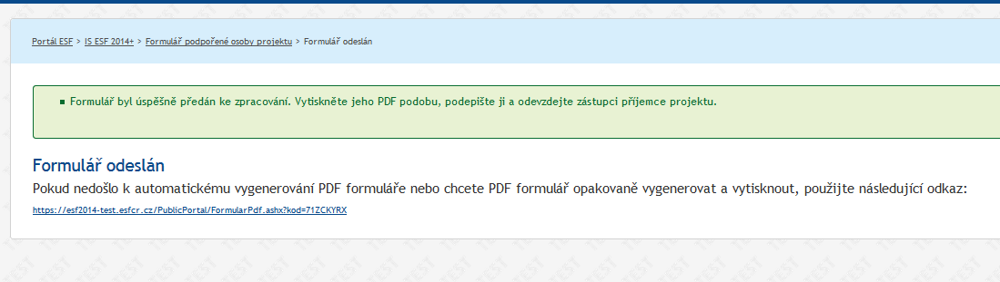 Portál ESF > IS ESF 2014+ > Formulář podpořené osoby projektu > Formulář odeslán
Formulář byl úspěšně předán ke zpracování. Vytiskněte jeho PDF podobu, podepište ji a odevzdejte zástupci příjemce projektu.
Formulář odeslán
Pokud nedošlo k automatickému vygenerování PDF formuláře nebo chcete PDF formulář opakovaně vygenerovat a vytisknout, použijte následující odkaz:
https://esf2014-test.esfcr.cz/PublicPortal/FormularPdf.ashx?kod=71ZCKYRX